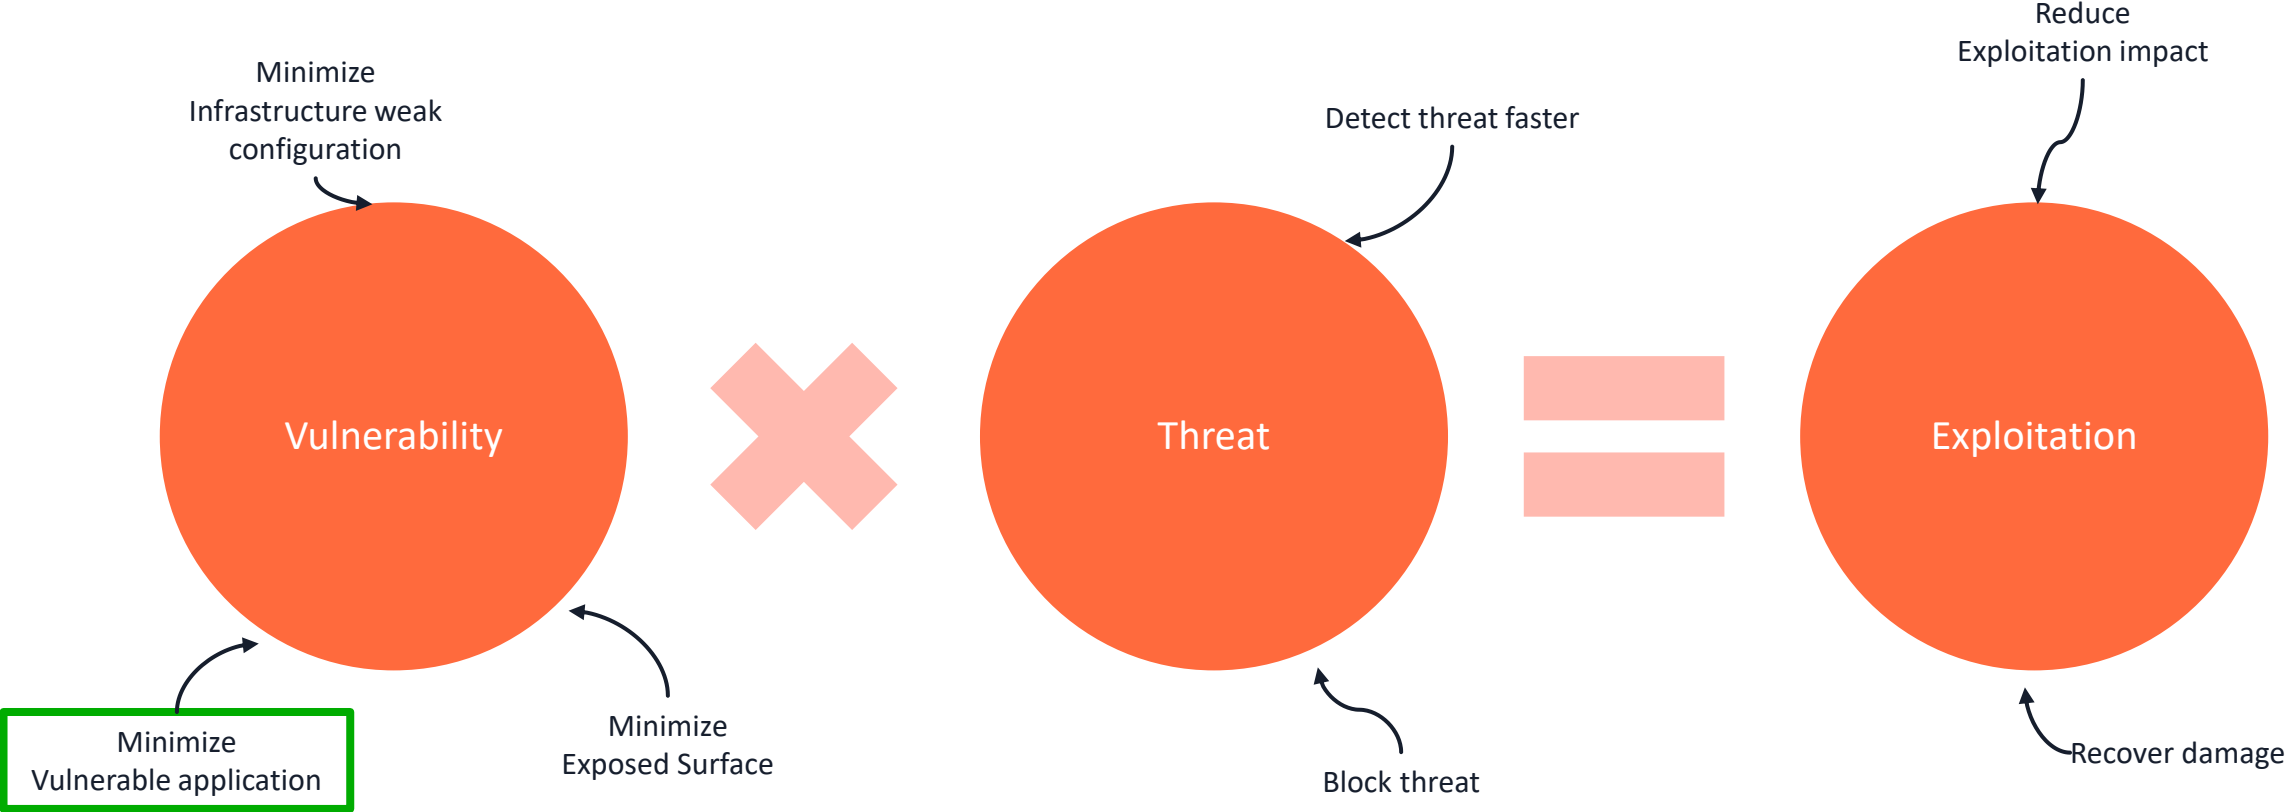 Minimize
Infrastructure weak
configuration
Vulnerability
Minimize
Vulnerable application
Minimize
Exposed Surface
Detect threat faster
Threat
Block threat
Reduce
Exploitation impact
Exploitation
Recover damage